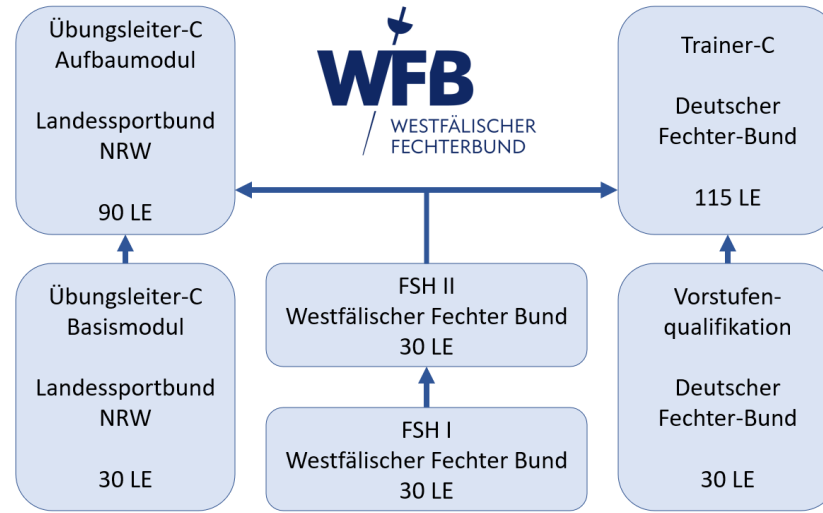 Übungsleiter-C
Aufbaumodul
Landessportbund
NRW
90 LE
WFB
WESTFÄLISCHER
FECHTERBUND
Trainer-C
Deutscher
Fechter-Bund
115 LE
Übungsleiter-C
Basismodul
Landessportbund
NRW
30 LE
FSH II
Westfälischer Fechter Bund
30 LE
FSH I
Westfälischer Fechter Bund
30 LE
Vorstufen-
qualifikation
Deutscher
Fechter-Bund
30 LE